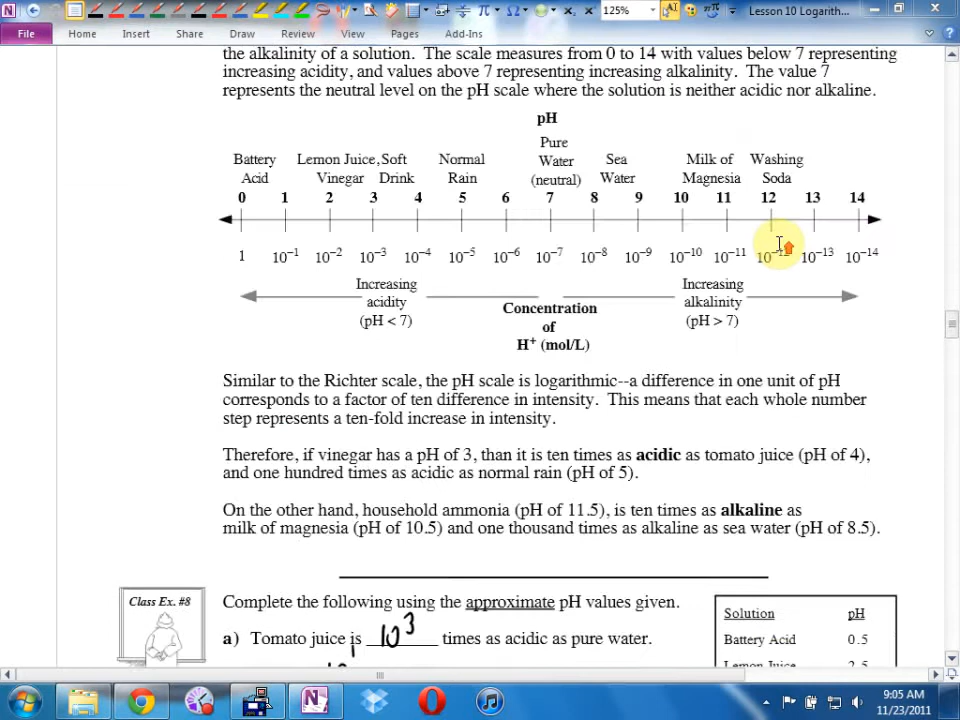 125%
Lesson 10 Logarith...
File Home Insert Share Draw Review View Pages Add-Ins
the alkalinity of a solution. The scale measures from 0 to 14 with values below 7 representing
increasing acidity, and values above 7 representing increasing alkalinity. The value 7
represents the neutral level on the pH scale where the solution is neither acidic nor alkaline.
pH
Battery Acid
Lemon Juice, Vinegar
Soft Drink
Normal Rain
Pure Water (neutral)
Sea Water
Milk of Magnesia
Washing Soda
0 1 2 3 4 5 6 7 8 9 10 11 12 13 14
1 10⁻¹ 10⁻² 10⁻³ 10⁻⁴ 10⁻⁵ 10⁻⁶ 10⁻⁷ 10⁻⁸ 10⁻⁹ 10⁻¹⁰ 10⁻¹¹ 10⁻¹² 10⁻¹³ 10⁻¹⁴
Increasing
acidity
(pH < 7)
Concentration
of
H⁺ (mol/L)
Increasing
alkalinity
(pH > 7)
Similar to the Richter scale, the pH scale is logarithmic--a difference in one unit of pH
corresponds to a factor of ten difference in intensity. This means that each whole number
step represents a ten-fold increase in intensity.
Therefore, if vinegar has a pH of 3, than it is ten times as acidic as tomato juice (pH of 4),
and one hundred times as acidic as normal rain (pH of 5).
On the other hand, household ammonia (pH of 11.5), is ten times as alkaline as
milk of magnesia (pH of 10.5) and one thousand times as alkaline as sea water (pH of 8.5).
Class Ex. #8
Complete the following using the approximate pH values given.
a) Tomato juice is 10³ times as acidic as pure water.
Solution pH
Battery Acid 0.5
Lemon Juice 2.5
9:05 AM
11/23/2011